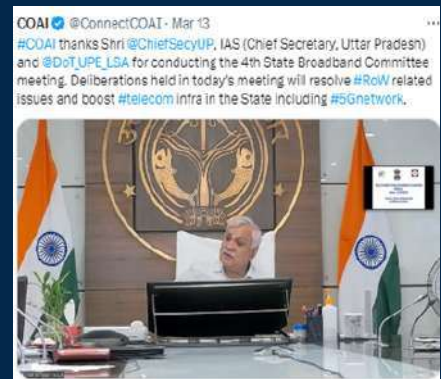 COAI @ConnectCOAI · Mar 13
#COAI thanks Shri @ChiefSecyUP, IAS (Chief Secretary, Uttar Pradesh)
and @DoT_UPE_LSA for conducting the 4th State Broadband Committee
meeting. Deliberations held in today's meeting will resolve #RoW related
issues and boost #telecom infra in the State including #5Gnetwork.